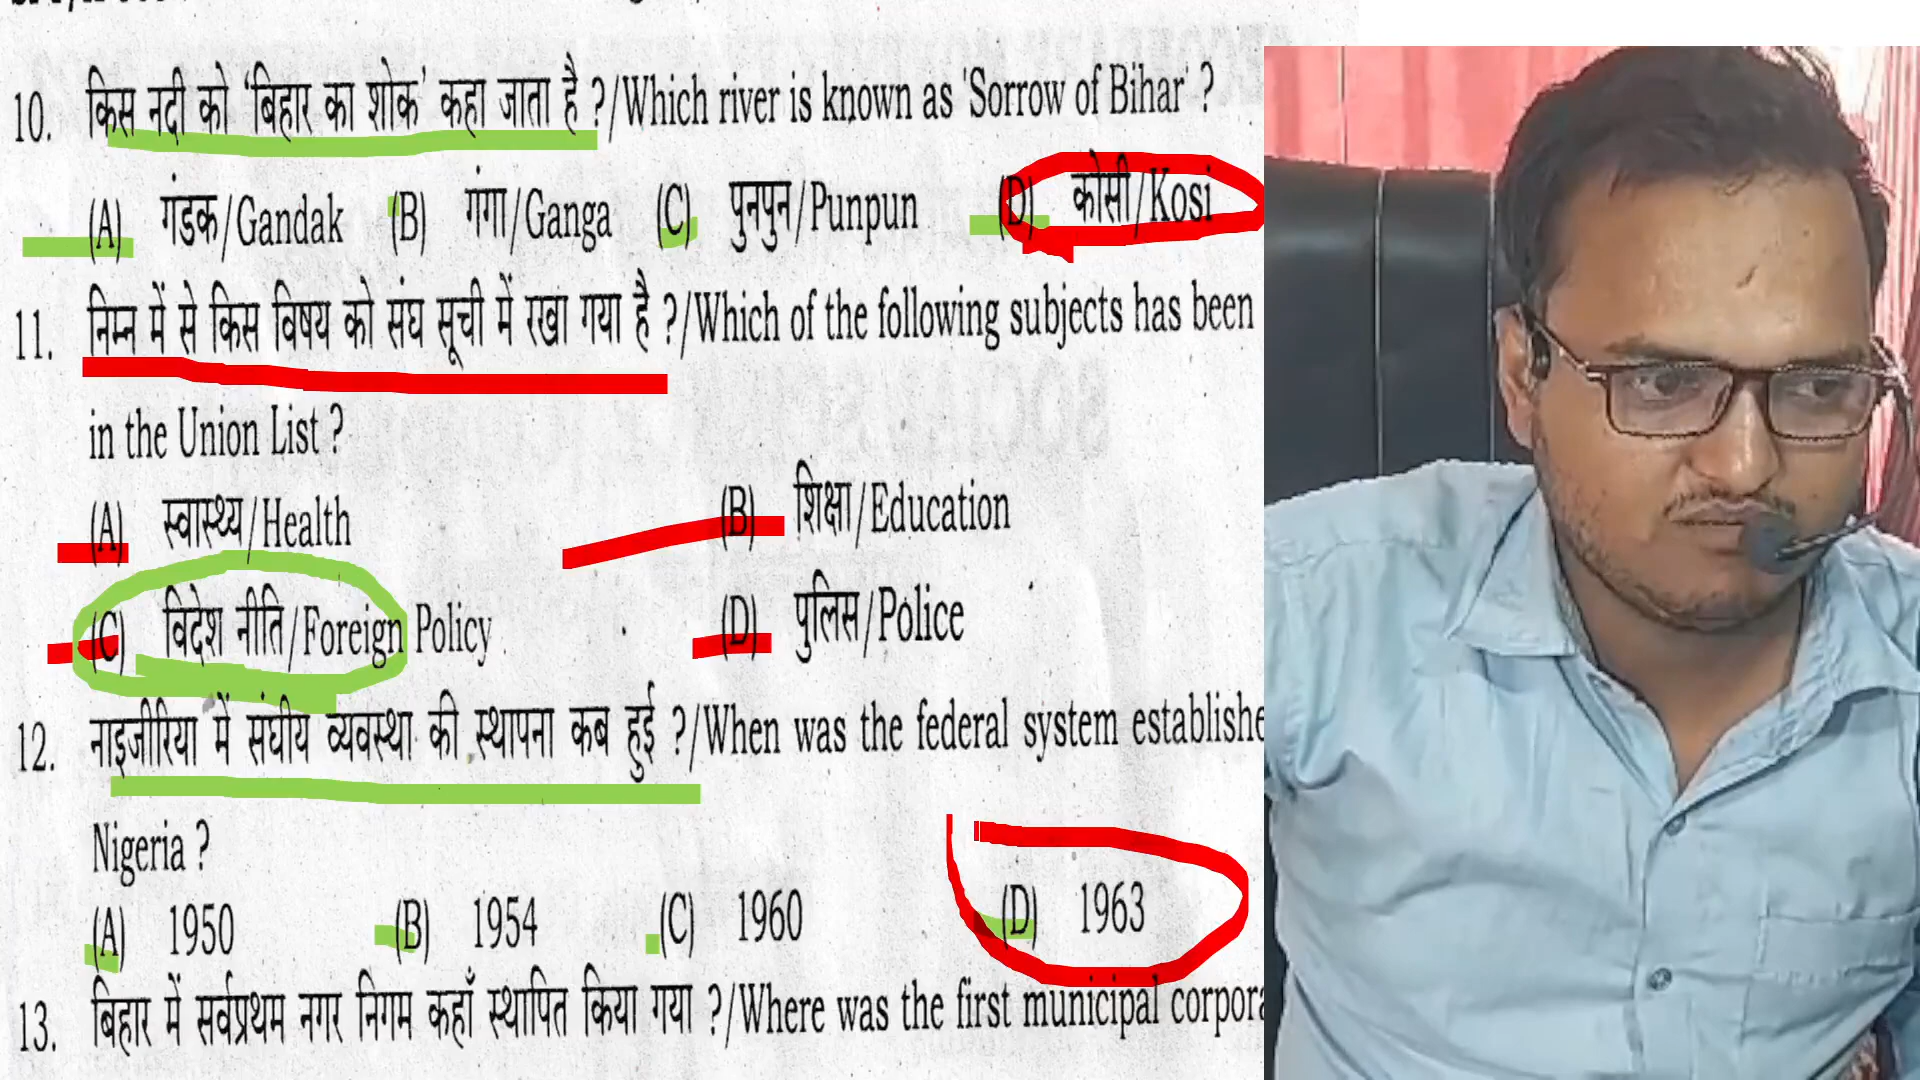 10. किस नदी को 'बिहार का शोक' कहा जाता है ?/Which river is known as 'Sorrow of Bihar' ?
(A) गंडक/Gandak (B) गंगा/Ganga (C) पुनपुन/Punpun (D) कोसी/Kosi
11. निम्न में से किस विषय को संघ सूची में रखा गया है ?/Which of the following subjects has been
in the Union List ?
(A) स्वास्थ्य/Health (B) शिक्षा/Education
(C) विदेश नीति/Foreign Policy (D) पुलिस/Police
12. नाइजीरिया में संघीय व्यवस्था की स्थापना कब हुई ?/When was the federal system establishe
Nigeria ?
(A) 1950 (B) 1954 (C) 1960 (D) 1963
13. बिहार में सर्वप्रथम नगर निगम कहाँ स्थापित किया गया ?/Where was the first municipal corpora